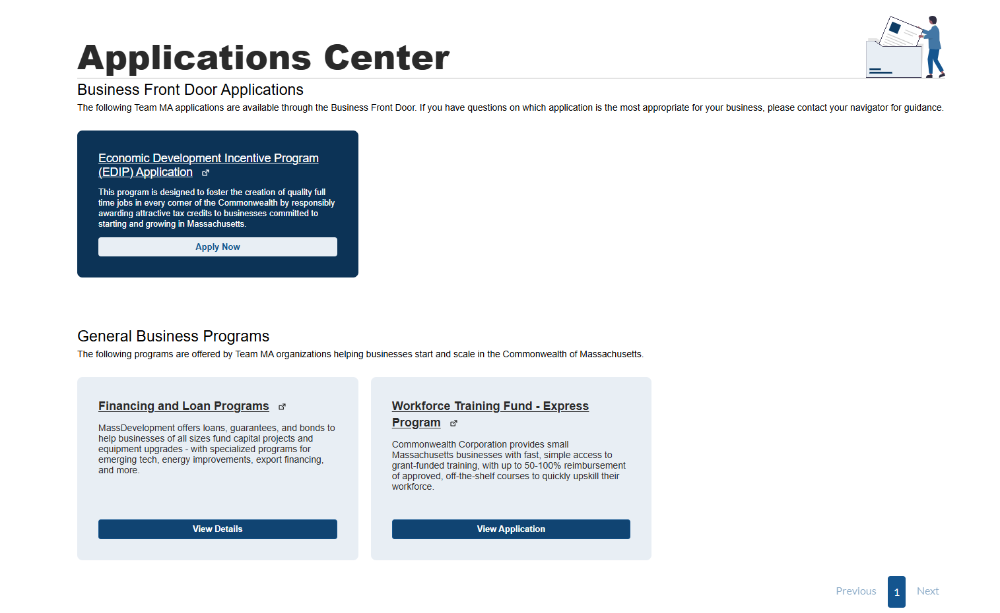 Applications Center
Business Front Door Applications
The following Team MA applications are available through the Business Front Door. If you have questions on which application is the most appropriate for your business, please contact your navigator for guidance.
Economic Development Incentive Program
(EDIP) Application
This program is designed to foster the creation of quality full
time jobs in every corner of the Commonwealth by responsibly
awarding attractive tax credits to businesses committed to
starting and growing in Massachusetts.
Apply Now
General Business Programs
The following programs are offered by Team MA organizations helping businesses start and scale in the Commonwealth of Massachusetts.
Financing and Loan Programs
MassDevelopment offers loans, guarantees, and bonds to
help businesses of all sizes fund capital projects and
equipment upgrades - with specialized programs for
emerging tech, energy improvements, export financing,
and more.
View Details
Workforce Training Fund - Express
Program
Commonwealth Corporation provides small
Massachusetts businesses with fast, simple access to
grant-funded training, with up to 50-100% reimbursement
of approved, off-the-shelf courses to quickly upskill their
workforce.
View Application
Previous 1 Next